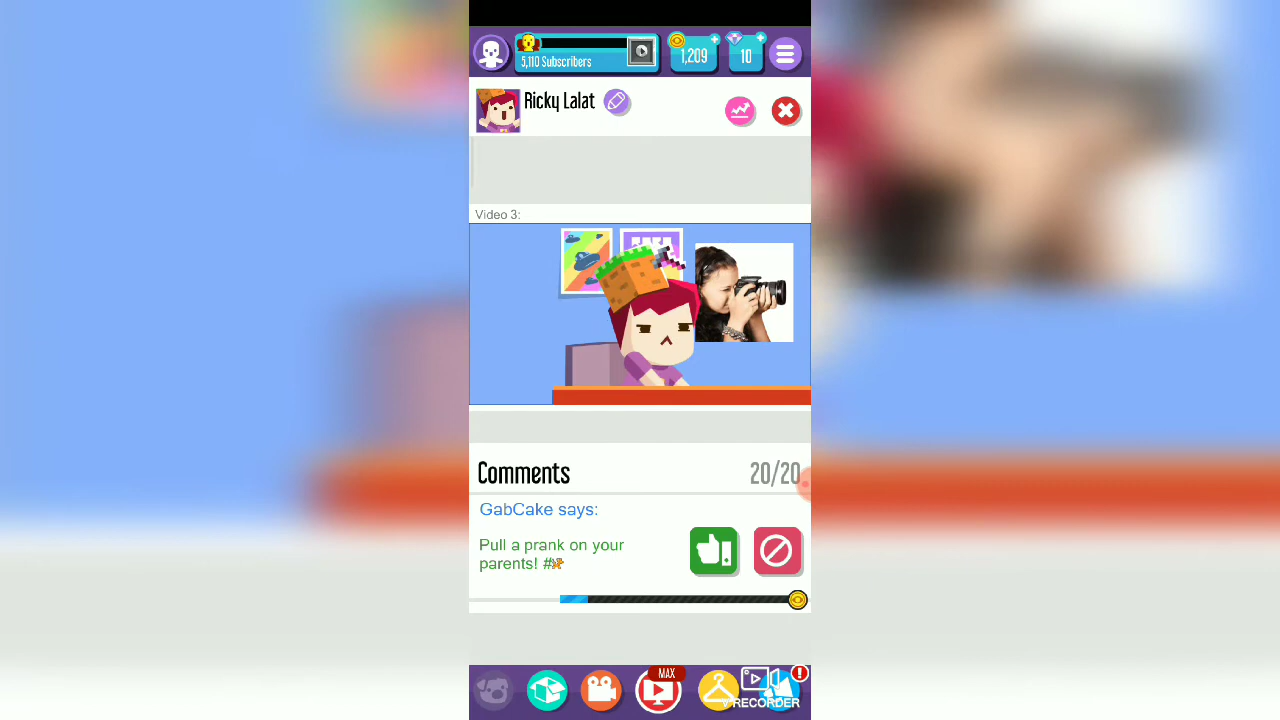 5,110 Subscribers
1,209
10
Ricky Lalat
Video 3:
Comments
20/20
GabCake says:
Pull a prank on your
parents!
MAX
V RECORDER